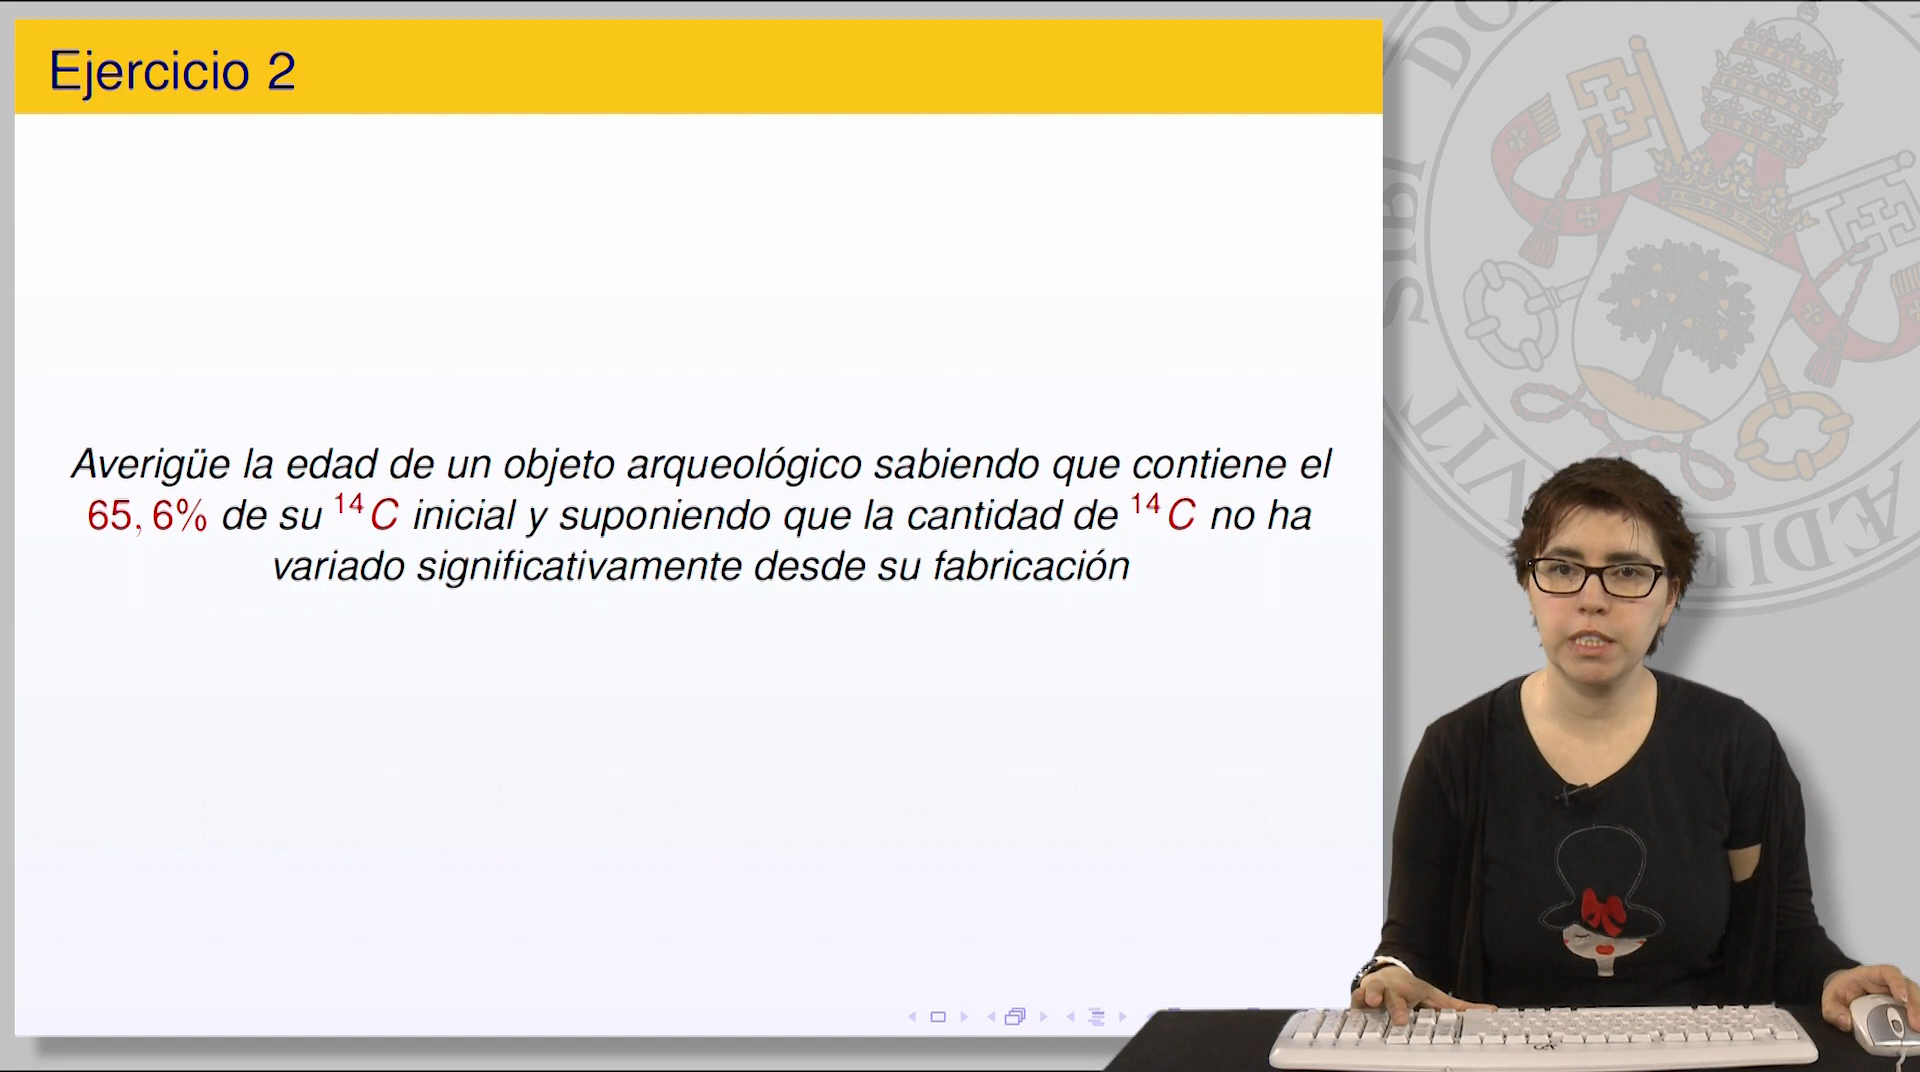 Ejercicio 2
Averigüe la edad de un objeto arqueológico sabiendo que contiene el
65, 6% de su ¹⁴C inicial y suponiendo que la cantidad de ¹⁴C no ha
variado significativamente desde su fabricación